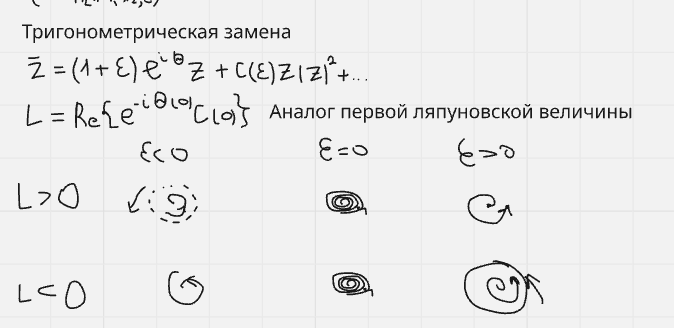 Тригонометрическая замена
z̄ = (1+ε) e^{iθ} z + C(ε) z|z|² + ...
L = Re{e^{-iθ(0)} C(0)} Аналог первой ляпуновской величины
ε<0 ε=0 ε>0
L>0
L<0